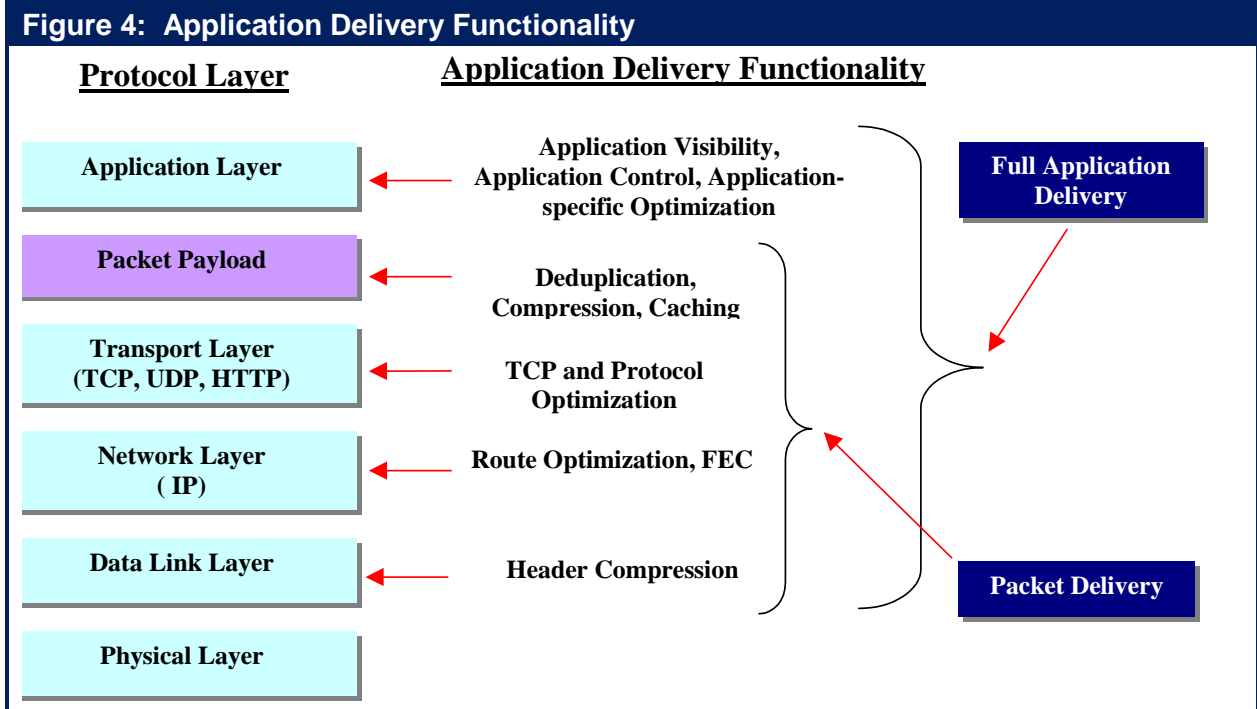 Figure 4: Application Delivery Functionality
Protocol Layer
Application Delivery Functionality
Application Layer
Application Visibility,
Application Control, Application-
specific Optimization
Full Application
Delivery
Packet Payload
Deduplication,
Compression, Caching
Transport Layer
(TCP, UDP, HTTP)
TCP and Protocol
Optimization
Network Layer
( IP)
Route Optimization, FEC
Data Link Layer
Header Compression
Packet Delivery
Physical Layer